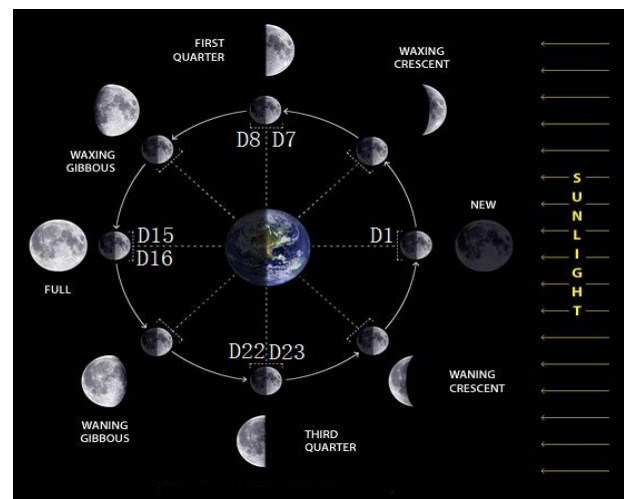 FIRST
QUARTER
WAXING
CRESCENT
D8 D7
WAXING
GIBBOUS
SUNLIGHT
NEW
D15
D1
D16
FULL
D22 D23
WANING
GIBBOUS
WANING
CRESCENT
THIRD
QUARTER